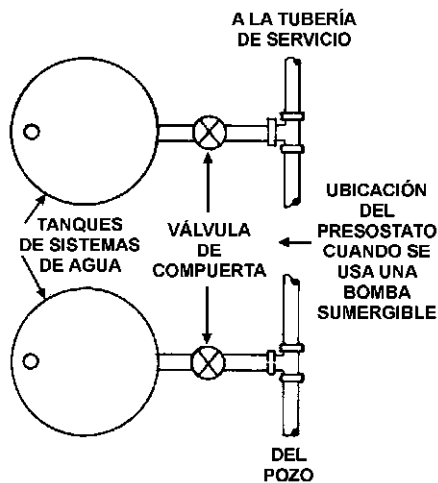 A LA TUBERÍA
DE SERVICIO
TANQUES
DE SISTEMAS
DE AGUA
VÁLVULA
DE
COMPUERTA
UBICACIÓN
DEL
PRESOSTATO
CUANDO SE
USA UNA
BOMBA
SUMERGIBLE
DEL
POZO